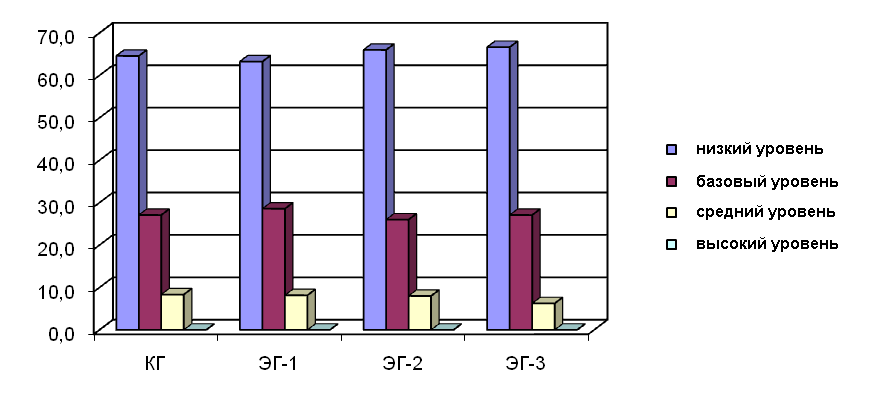 70,0
60,0
50,0
40,0
30,0
20,0
10,0
0,0
КГ
ЭГ-1
ЭГ-2
ЭГ-3
низкий уровень
базовый уровень
средний уровень
высокий уровень